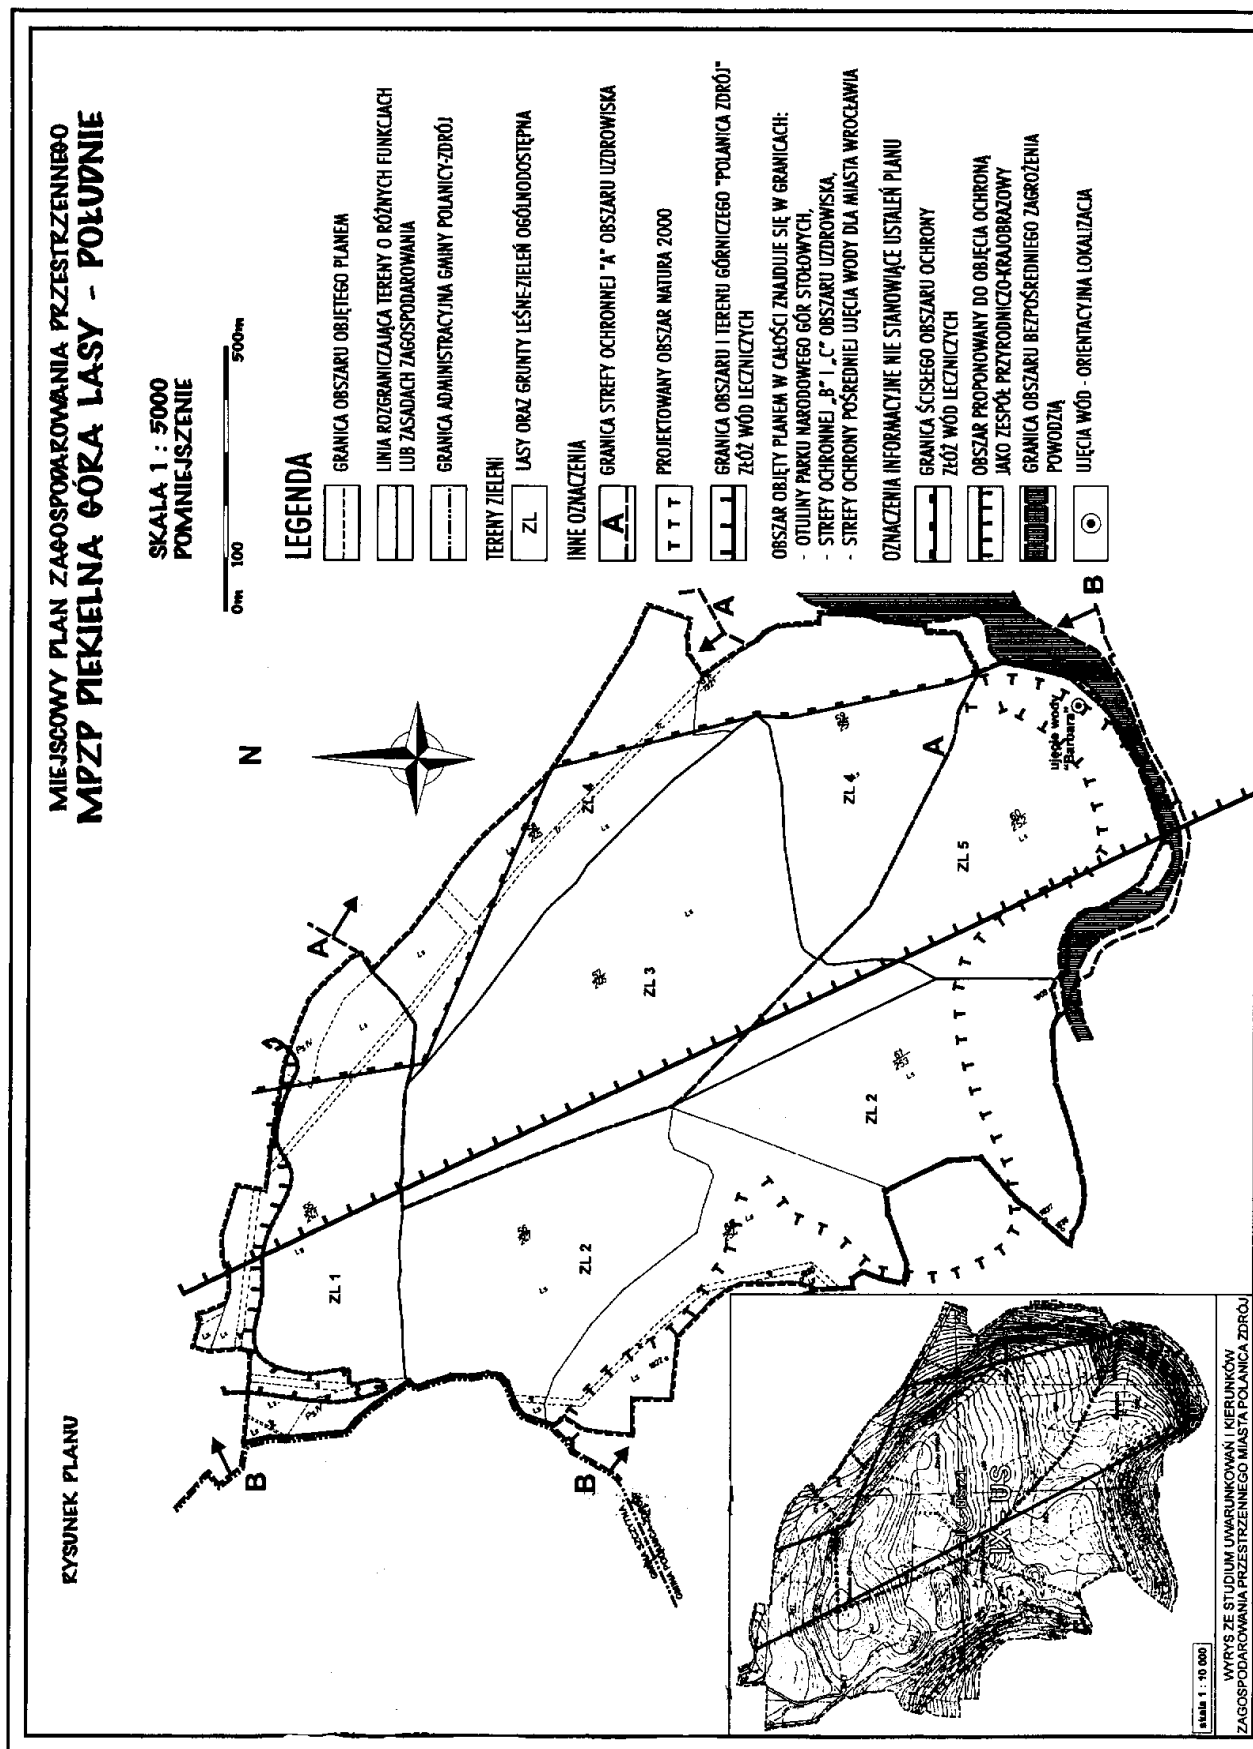 MIEJSCOWY PLAN ZAGOSPODAROWANIA PRZESTRZENNEGO
MPZP PIEKIELNA GÓRA LASY - POŁUDNIE
RYSUNEK PLANU
SKALA 1 : 5000
POMNIEJSZENIE
0m 100 500m
N
LEGENDA
GRANICA OBSZARU OBJĘTEGO PLANEM
LINIA ROZGRANICZAJĄCA TERENY O RÓŻNYCH FUNKCJACH
LUB ZASADACH ZAGOSPODAROWANIA
GRANICA ADMINISTRACYJNA GMINY POLANICY-ZDRÓJ
TERENY ZIELENI
ZL LASY ORAZ GRUNTY LEŚNE-ZIELEŃ OGÓLNODOSTĘPNA
INNE OZNACZENIA
A GRANICA STREFY OCHRONNEJ "A" OBSZARU UZDROWISKA
PROJEKTOWANY OBSZAR NATURA 2000
GRANICA OBSZARU I TERENU GÓRNICZEGO "POLANICA ZDRÓJ"
ZŁÓŻ WÓD LECZNICZYCH
OBSZAR OBJĘTY PLANEM W CAŁOŚCI ZNAJDUJE SIĘ W GRANICACH:
- OTULINY PARKU NARODOWEGO GÓR STOŁOWYCH,
- STREFY OCHRONNEJ „B" I „C" OBSZARU UZDROWISKA,
- STREFY OCHRONY POŚREDNIEJ UJĘCIA WODY DLA MIASTA WROCŁAWIA
OZNACZENIA INFORMACYJNE NIE STANOWIĄCE USTALEŃ PLANU
GRANICA ŚCISŁEGO OBSZARU OCHRONY
ZŁÓŻ WÓD LECZNICZYCH
OBSZAR PROPONOWANY DO OBJĘCIA OCHRONĄ
JAKO ZESPÓŁ PRZYRODNICZO-KRAJOBRAZOWY
GRANICA OBSZARU BEZPOŚREDNIEGO ZAGROŻENIA
POWODZIĄ
UJĘCIA WÓD - ORIENTACYJNA LOKALIZACJA
A
A
B
B
B
A
ZL 1
ZL 2
ZL 2
ZL 3
ZL 4
ZL 4
ZL 5
ujęcie wody
"Barbara"
IX US
skala 1 : 10 000
WYRYS ZE STUDIUM UWARUNKOWAŃ I KIERUNKÓW
ZAGOSPODAROWANIA PRZESTRZENNEGO MIASTA POLANICA ZDRÓJ